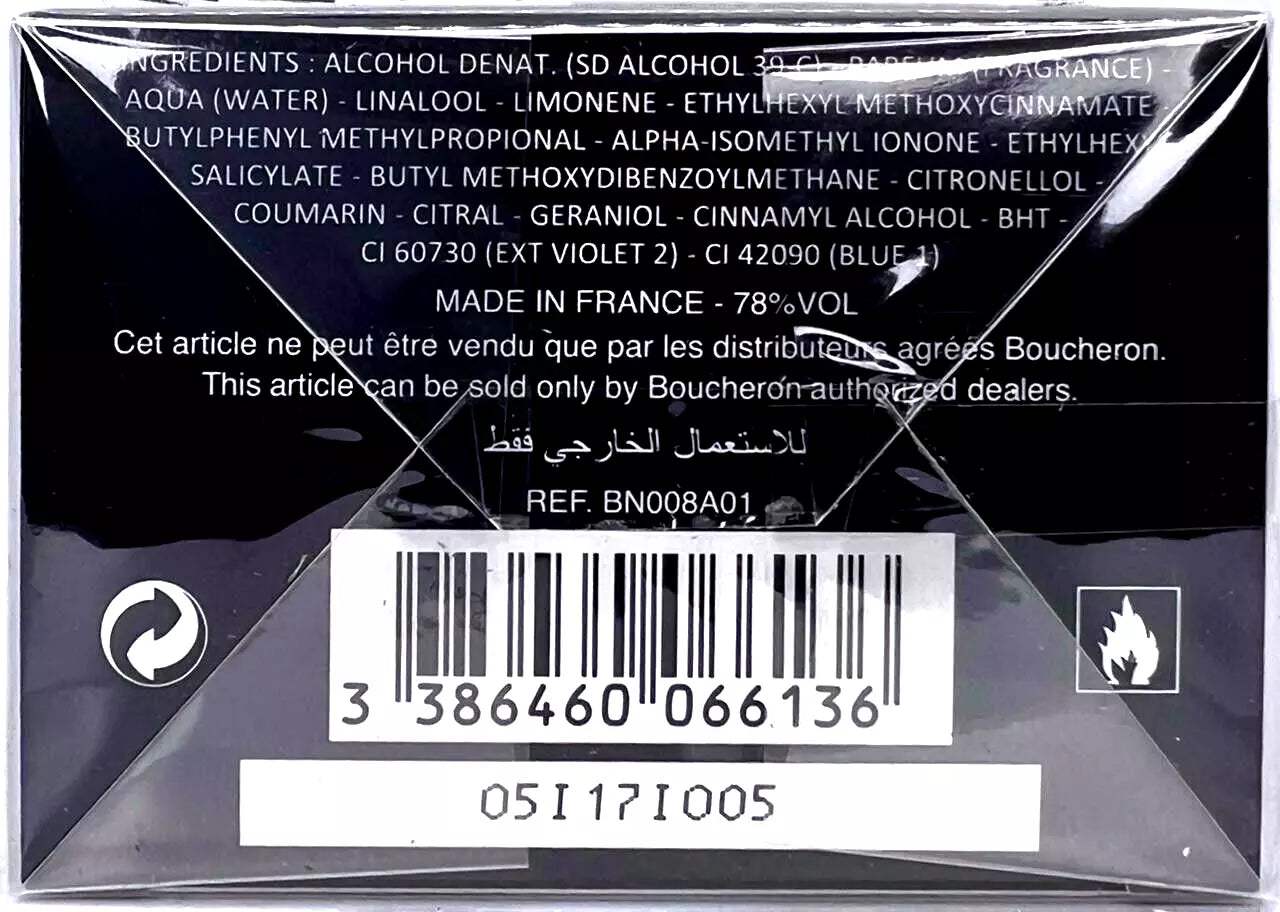 INGREDIENTS : ALCOHOL DENAT. (SD ALCOHOL 39-C) - PARFUM (FRAGRANCE) -
AQUA (WATER) - LINALOOL - LIMONENE - ETHYLHEXYL METHOXYCINNAMATE -
BUTYLPHENYL METHYLPROPIONAL - ALPHA-ISOMETHYL IONONE - ETHYLHEXYL
SALICYLATE - BUTYL METHOXYDIBENZOYLMETHANE - CITRONELLOL -
COUMARIN - CITRAL - GERANIOL - CINNAMYL ALCOHOL - BHT -
CI 60730 (EXT VIOLET 2) - CI 42090 (BLUE 1)
MADE IN FRANCE - 78%VOL
Cet article ne peut être vendu que par les distributeurs agréés Boucheron.
This article can be sold only by Boucheron authorized dealers.
للاستعمال الخارجي فقط
REF. BN008A01
3 386460 066136
05I17I005